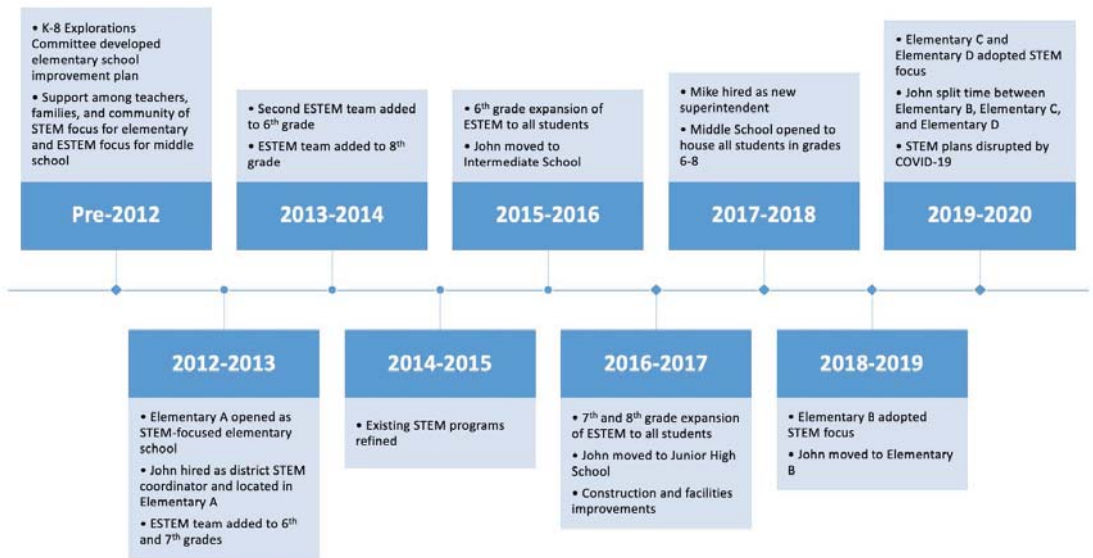 • K-8 Explorations
Committee developed
elementary school
improvement plan
• Support among teachers,
families, and community of
STEM focus for elementary
and ESTEM focus for middle
school
Pre-2012
• Second ESTEM team added
to 6th grade
• ESTEM team added to 8th
grade
2013-2014
• 6th grade expansion of
ESTEM to all students
• John moved to
Intermediate School
2015-2016
• Mike hired as new
superintendent
• Middle School opened to
house all students in grades
6-8
2017-2018
• Elementary C and
Elementary D adopted STEM
focus
• John split time between
Elementary B, Elementary C,
and Elementary D
• STEM plans disrupted by
COVID-19
2019-2020
2012-2013
• Elementary A opened as
STEM-focused elementary
school
• John hired as district STEM
coordinator and located in
Elementary A
• ESTEM team added to 6th
and 7th grades
2014-2015
• Existing STEM programs
refined
2016-2017
• 7th and 8th grade expansion
of ESTEM to all students
• John moved to Junior High
School
• Construction and facilities
improvements
2018-2019
• Elementary B adopted
STEM focus
• John moved to Elementary
B